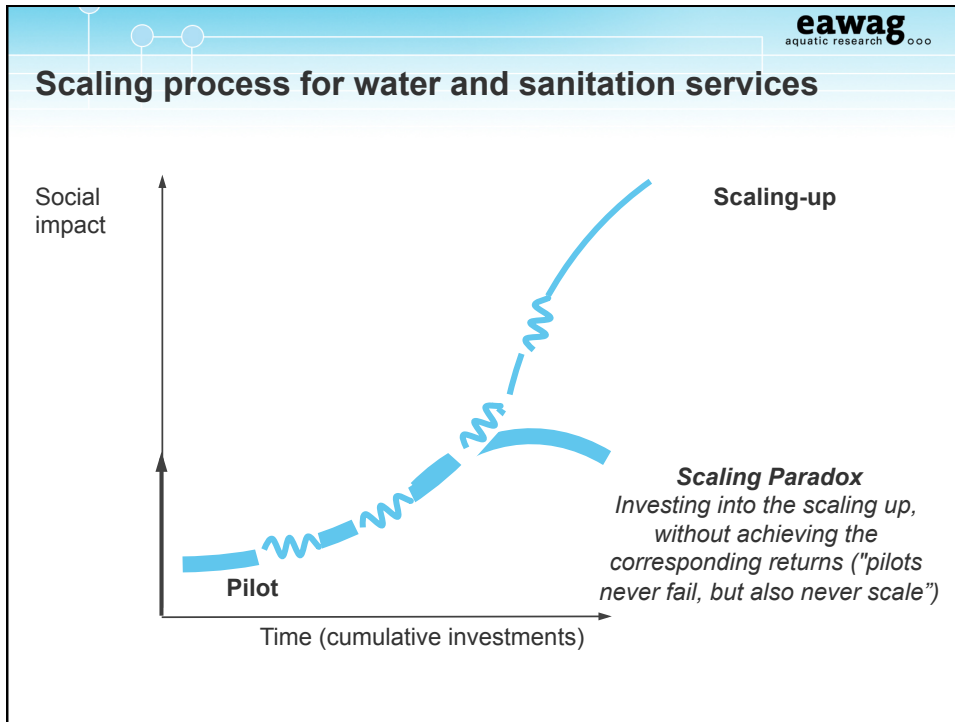 eawag
aquatic research
Scaling process for water and sanitation services
Social
impact
Scaling-up
Scaling Paradox
Investing into the scaling up,
without achieving the
corresponding returns ("pilots
never fail, but also never scale”)
Pilot
Time (cumulative investments)